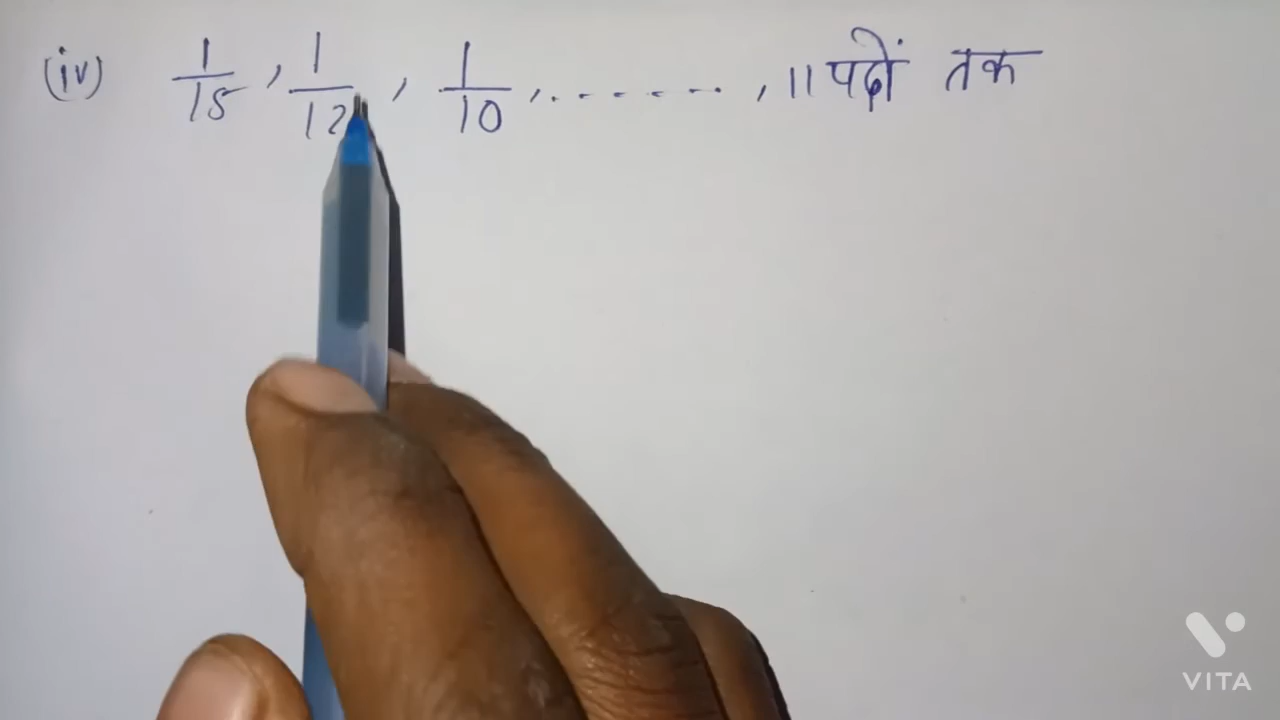 (iv) 1/15, 1/12, 1/10, ........, 11 पदों तक
VITA